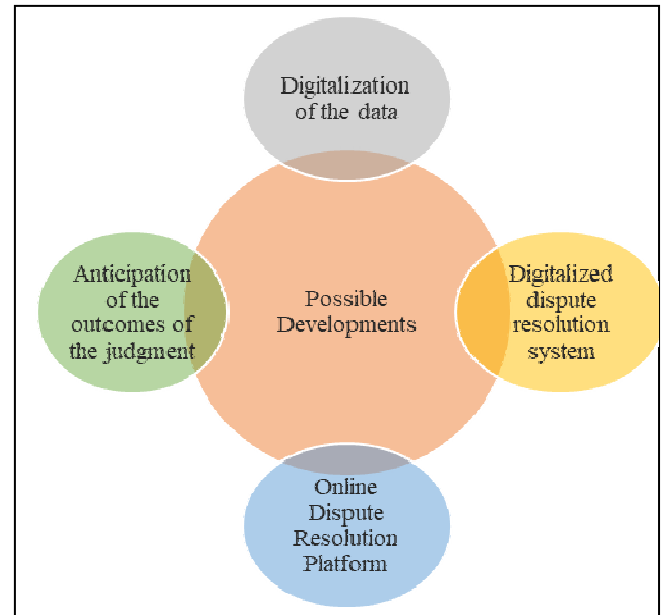 Digitalization
of the data
Anticipation
of the
outcomes of
the judgment
Possible
Developments
Digitalized
dispute
resolution
system
Online
Dispute
Resolution
Platform